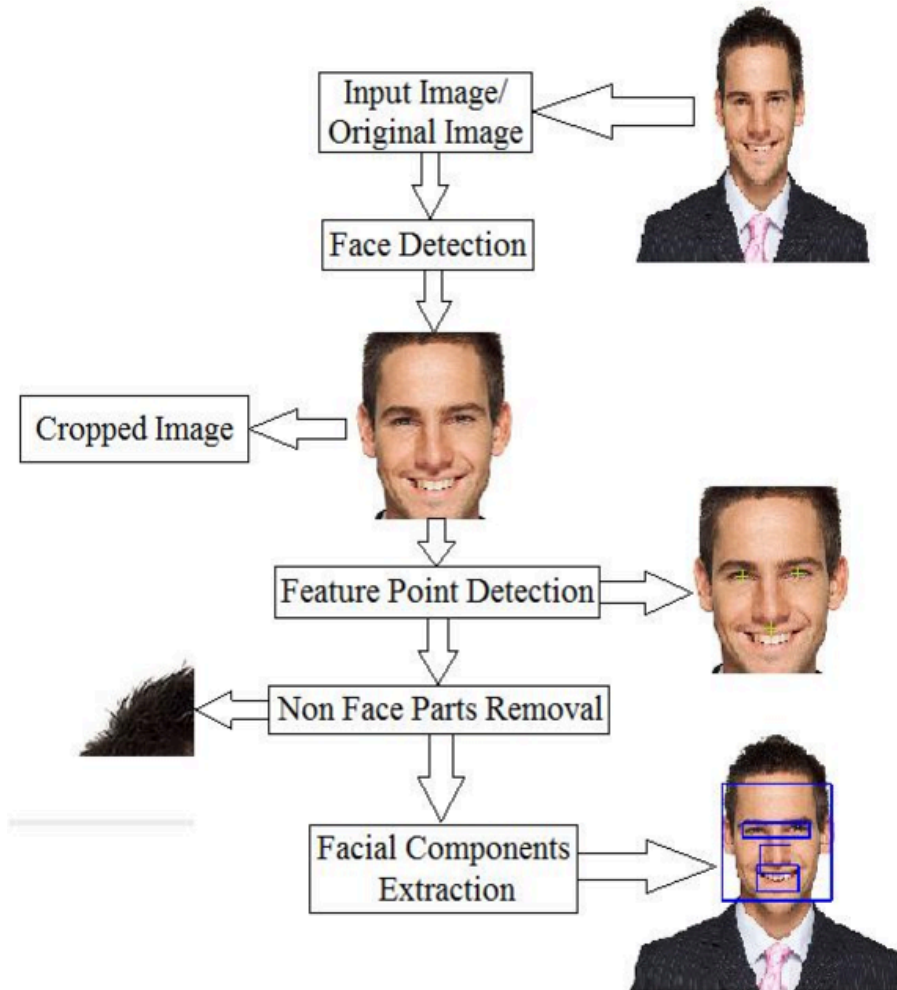 Input Image/
Original Image
Face Detection
Cropped Image
Feature Point Detection
Non Face Parts Removal
Facial Components
Extraction